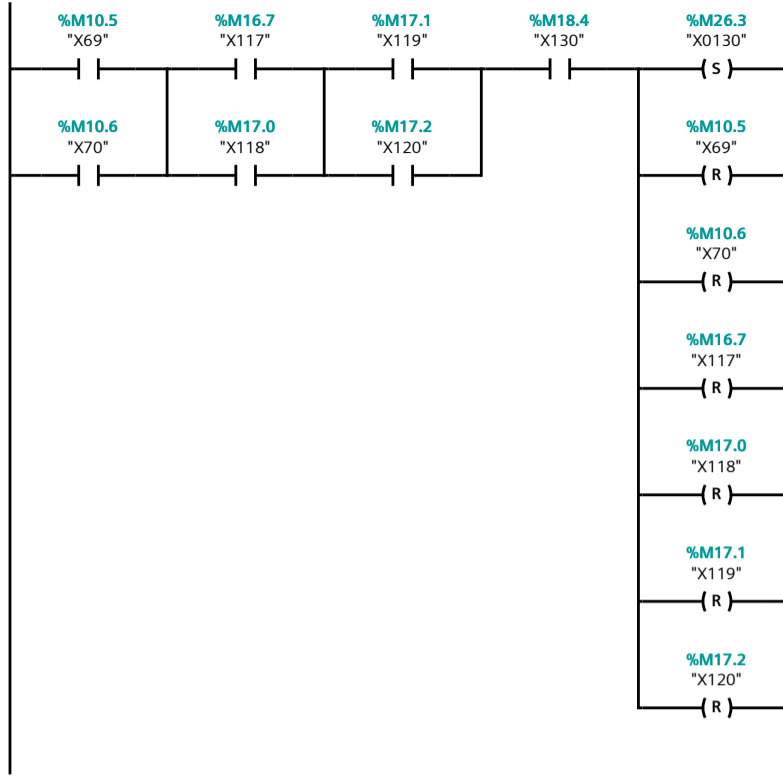 %M10.5 %M16.7 %M17.1 %M18.4 %M26.3
"X69" "X117" "X119" "X130" "X0130"
S
%M10.6 %M17.0 %M17.2 %M10.5
"X70" "X118" "X120" "X69"
R
%M10.6
"X70"
R
%M16.7
"X117"
R
%M17.0
"X118"
R
%M17.1
"X119"
R
%M17.2
"X120"
R